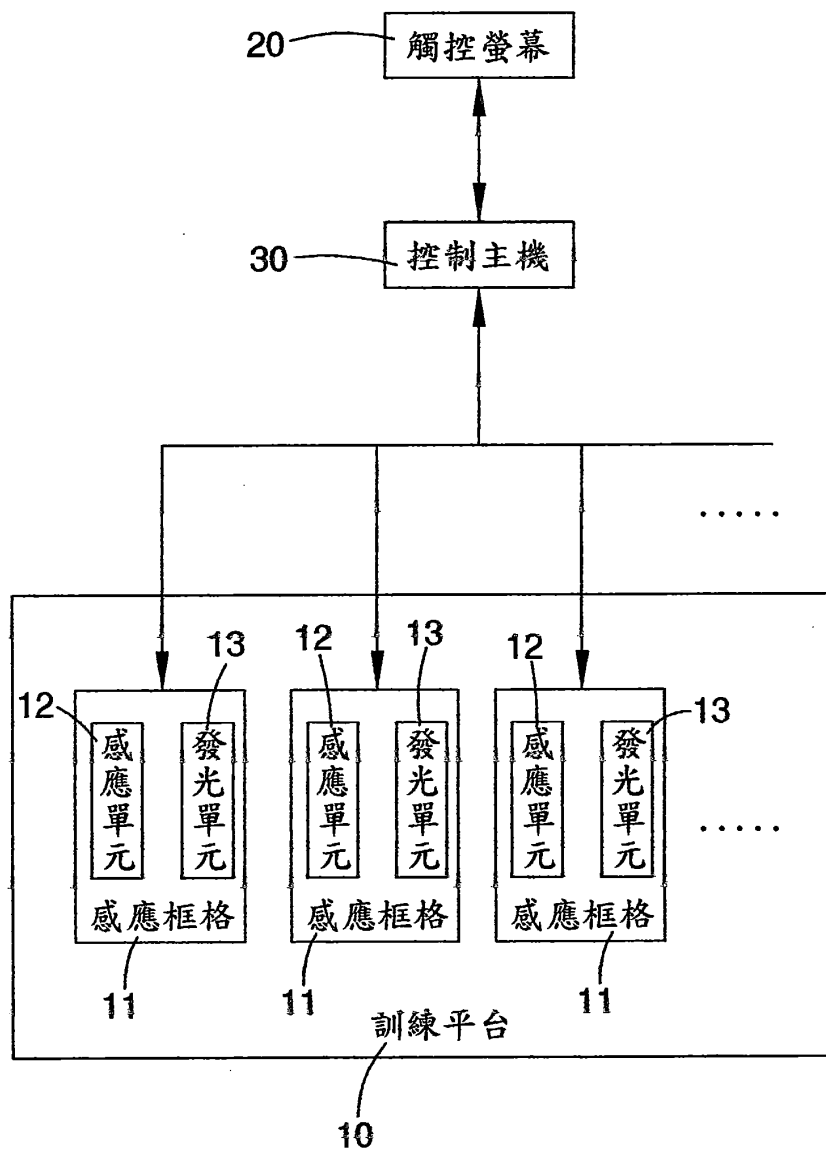 20
觸控螢幕
30
控制主機
.....
12
13
12
13
12
13
感應單元
發光單元
感應單元
發光單元
感應單元
發光單元
.....
感應框格
感應框格
感應框格
11
11
11
訓練平台
10